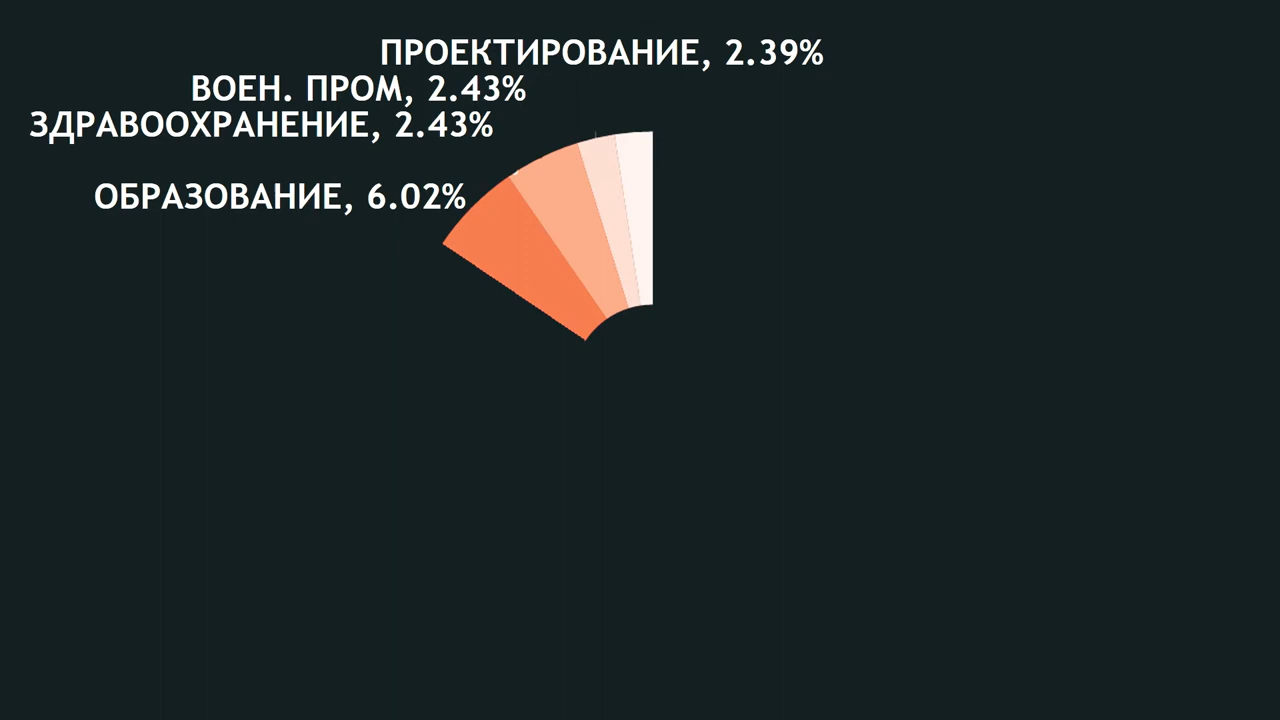 ПРОЕКТИРОВАНИЕ, 2.39%
ВОЕН. ПРОМ, 2.43%
ЗДРАВООХРАНЕНИЕ, 2.43%
ОБРАЗОВАНИЕ, 6.02%